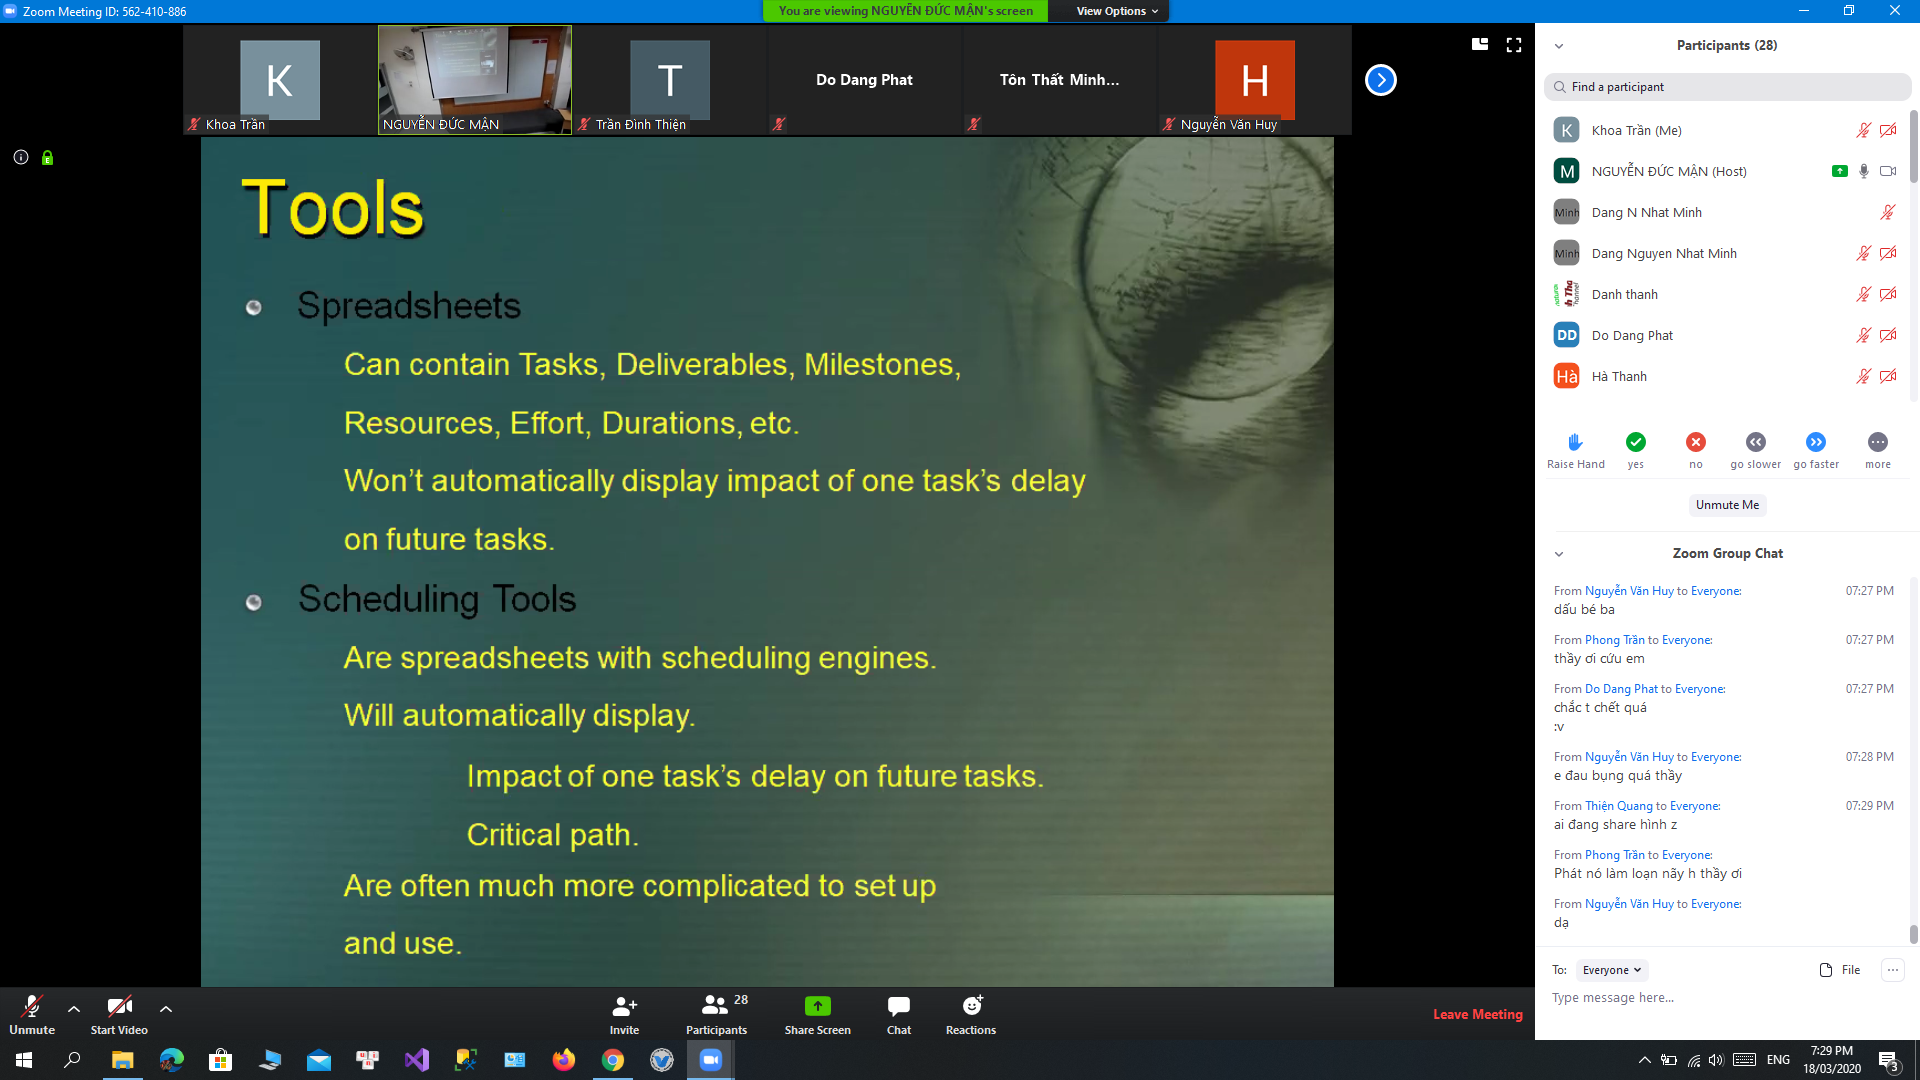 Zoom Meeting ID: 562-410-886
You are viewing NGUYỄN ĐỨC MẬN's screen
View Options
K
Khoa Trần
NGUYỄN ĐỨC MẬN
T
Trần Đình Thiện
Do Dang Phat
Tôn Thất Minh...
H
Nguyễn Văn Huy
Tools
Spreadsheets
Can contain Tasks, Deliverables, Milestones,
Resources, Effort, Durations, etc.
Won't automatically display impact of one task's delay
on future tasks.
Scheduling Tools
Are spreadsheets with scheduling engines.
Will automatically display.
Impact of one task's delay on future tasks.
Critical path.
Are often much more complicated to set up
and use.
Participants (28)
Find a participant
K Khoa Trần (Me)
M NGUYỄN ĐỨC MẬN (Host)
Minh Dang N Nhat Minh
Minh Dang Nguyen Nhat Minh
Danh thanh
DD Do Dang Phat
Hà Hà Thanh
Raise Hand yes no go slower go faster more
Unmute Me
Zoom Group Chat
From Nguyễn Văn Huy to Everyone: 07:27 PM
dấu bé ba
From Phong Trần to Everyone: 07:27 PM
thầy ơi cứu em
From Do Dang Phat to Everyone: 07:27 PM
chắc t chết quá
:v
From Nguyễn Văn Huy to Everyone: 07:28 PM
e đau bụng quá thầy
From Thiện Quang to Everyone: 07:29 PM
ai đang share hình z
From Phong Trần to Everyone:
Phát nó làm loạn nãy h thầy ơi
From Nguyễn Văn Huy to Everyone:
dạ
To: Everyone File
Type message here...
Unmute
Start Video
Invite
Participants 28
Share Screen
Chat
Reactions
Leave Meeting
ENG
7:29 PM
18/03/2020
3